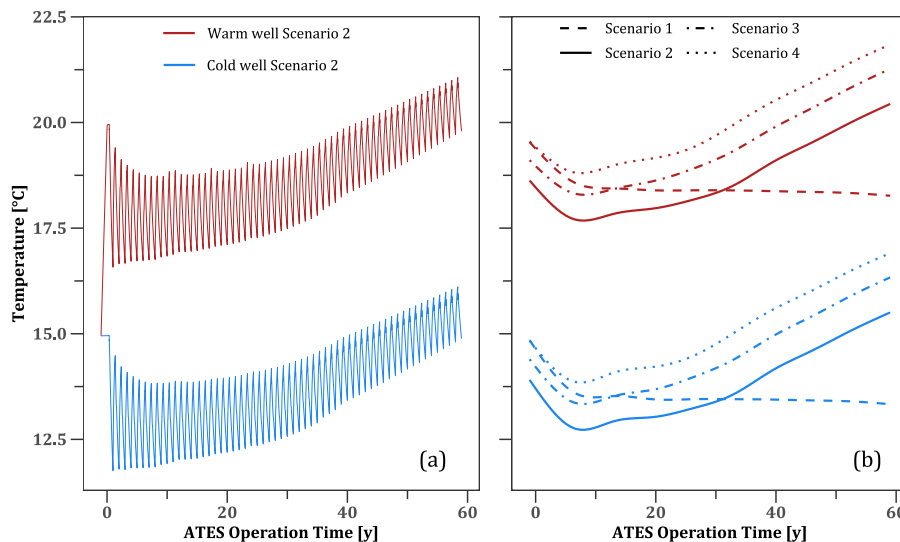 22.5
20.0
17.5
15.0
12.5
Temperature [°C]
Warm well Scenario 2
Cold well Scenario 2
(a)
0
20
40
60
ATES Operation Time [y]
Scenario 1
Scenario 3
Scenario 2
Scenario 4
(b)
0
20
40
60
ATES Operation Time [y]